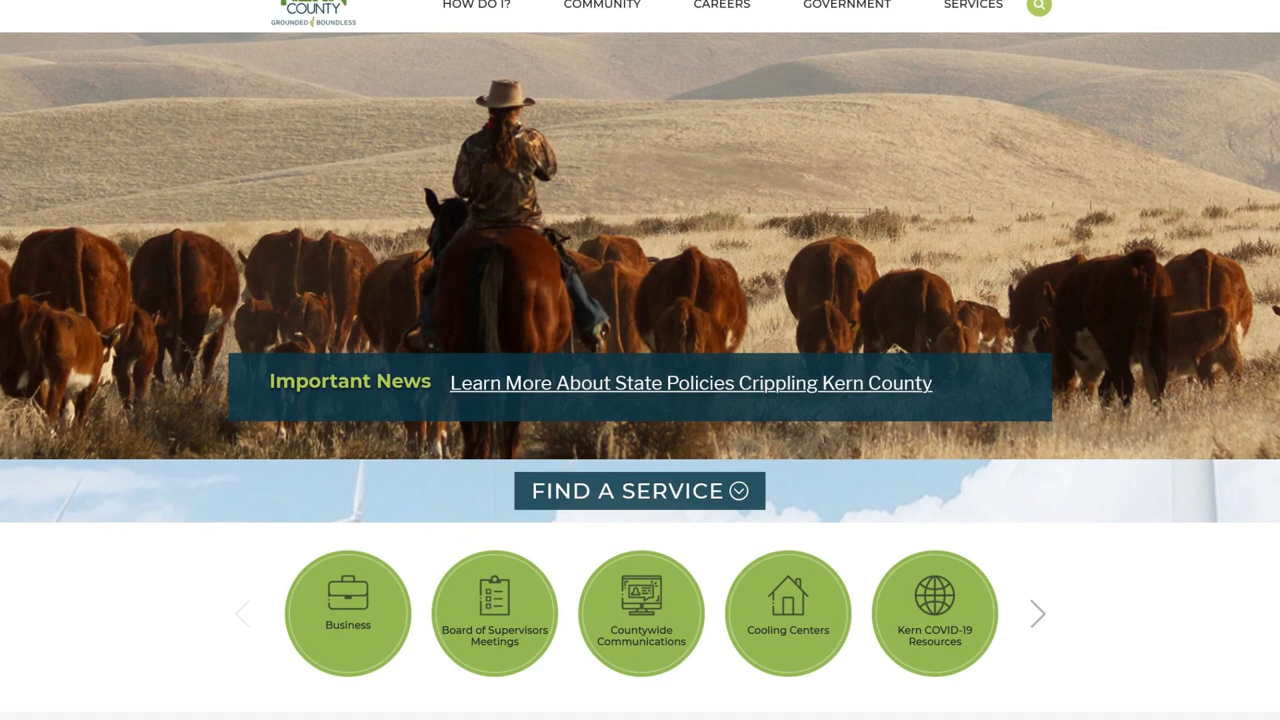 COUNTY
GROUNDED BOUNDLESS
HOW DO I?
COMMUNITY
CAREERS
GOVERNMENT
SERVICES
Important News
Learn More About State Policies Crippling Kern County
FIND A SERVICE
Business
Board of Supervisors
Meetings
Countywide
Communications
Cooling Centers
Kern COVID-19
Resources